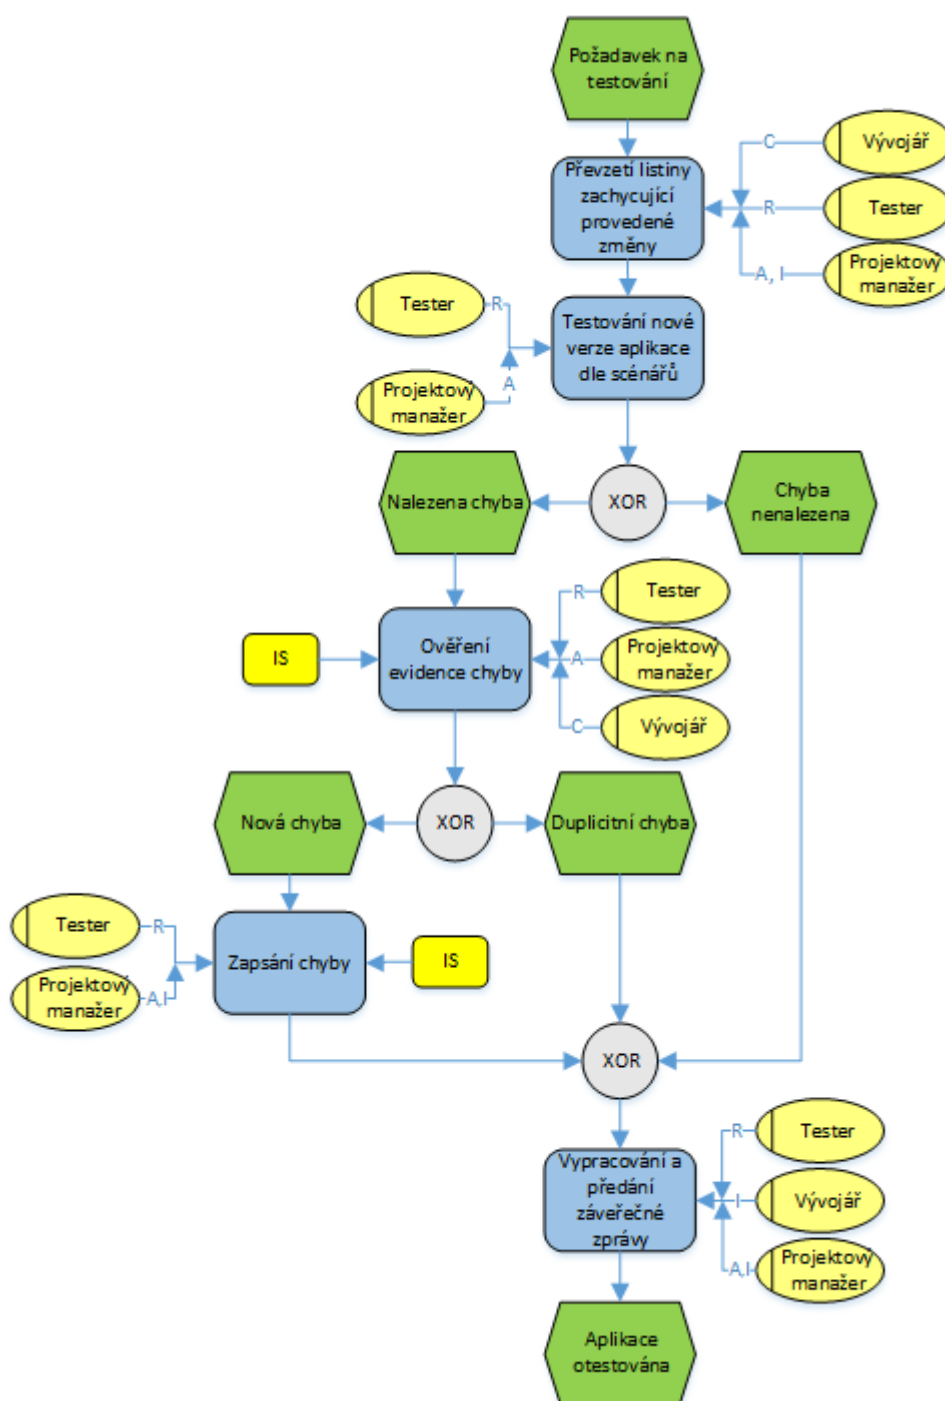 Požadavek na
testování
Převzetí listiny
zachycující
provedené
změny
C
Vývojář
R
Tester
A, I
Projektový
manažer
Tester
R
Projektový
manažer
A
Testování nové
verze aplikace
dle scénářů
Nalezena chyba
XOR
Chyba
nenalezena
IS
Ověření
evidence chyby
R
Tester
A
Projektový
manažer
C
Vývojář
Nová chyba
XOR
Duplicitní chyba
Tester
R
Projektový
manažer
A,I
Zapsání chyby
IS
XOR
Vypracování a
předání
závěrečné
zprávy
R
Tester
I
Vývojář
A,I
Projektový
manažer
Aplikace
otestována